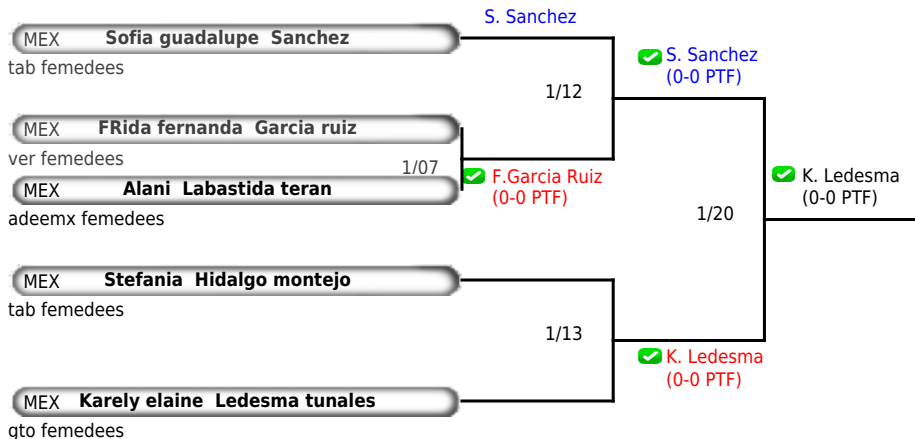 S. Sanchez
MEX Sofia guadalupe Sanchez
tab femedees
S. Sanchez
(0-0 PTF)
1/12
MEX FRida fernanda Garcia ruiz
ver femedees
1/07
F.Garcia Ruiz
(0-0 PTF)
MEX Alani Labastida teran
adeemx femedees
K. Ledesma
(0-0 PTF)
1/20
MEX Stefania Hidalgo montejo
tab femedees
1/13
K. Ledesma
(0-0 PTF)
MEX Karely elaine Ledesma tunales
gto femedees